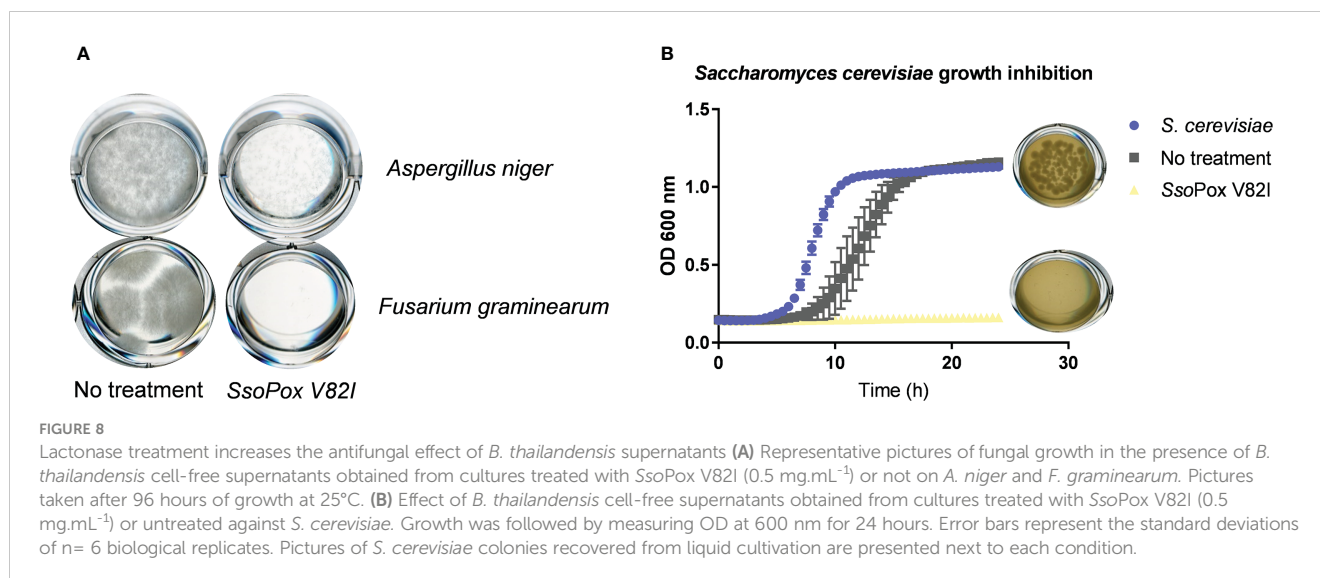 A
Aspergillus niger
Fusarium graminearum
No treatment
SsoPox V82I
B
Saccharomyces cerevisiae growth inhibition
OD 600 nm
1.5
1.0
0.5
0.0
0
10
20
30
Time (h)
S. cerevisiae
No treatment
SsoPox V82I
FIGURE 8
Lactonase treatment increases the antifungal effect of B. thailandensis supernatants (A) Representative pictures of fungal growth in the presence of B.
thailandensis cell-free supernatants obtained from cultures treated with SsoPox V82I (0.5 mg.mL⁻¹) or not on A. niger and F. graminearum. Pictures
taken after 96 hours of growth at 25°C. (B) Effect of B. thailandensis cell-free supernatants obtained from cultures treated with SsoPox V82I (0.5
mg.mL⁻¹) or untreated against S. cerevisiae. Growth was followed by measuring OD at 600 nm for 24 hours. Error bars represent the standard deviations
of n= 6 biological replicates. Pictures of S. cerevisiae colonies recovered from liquid cultivation are presented next to each condition.